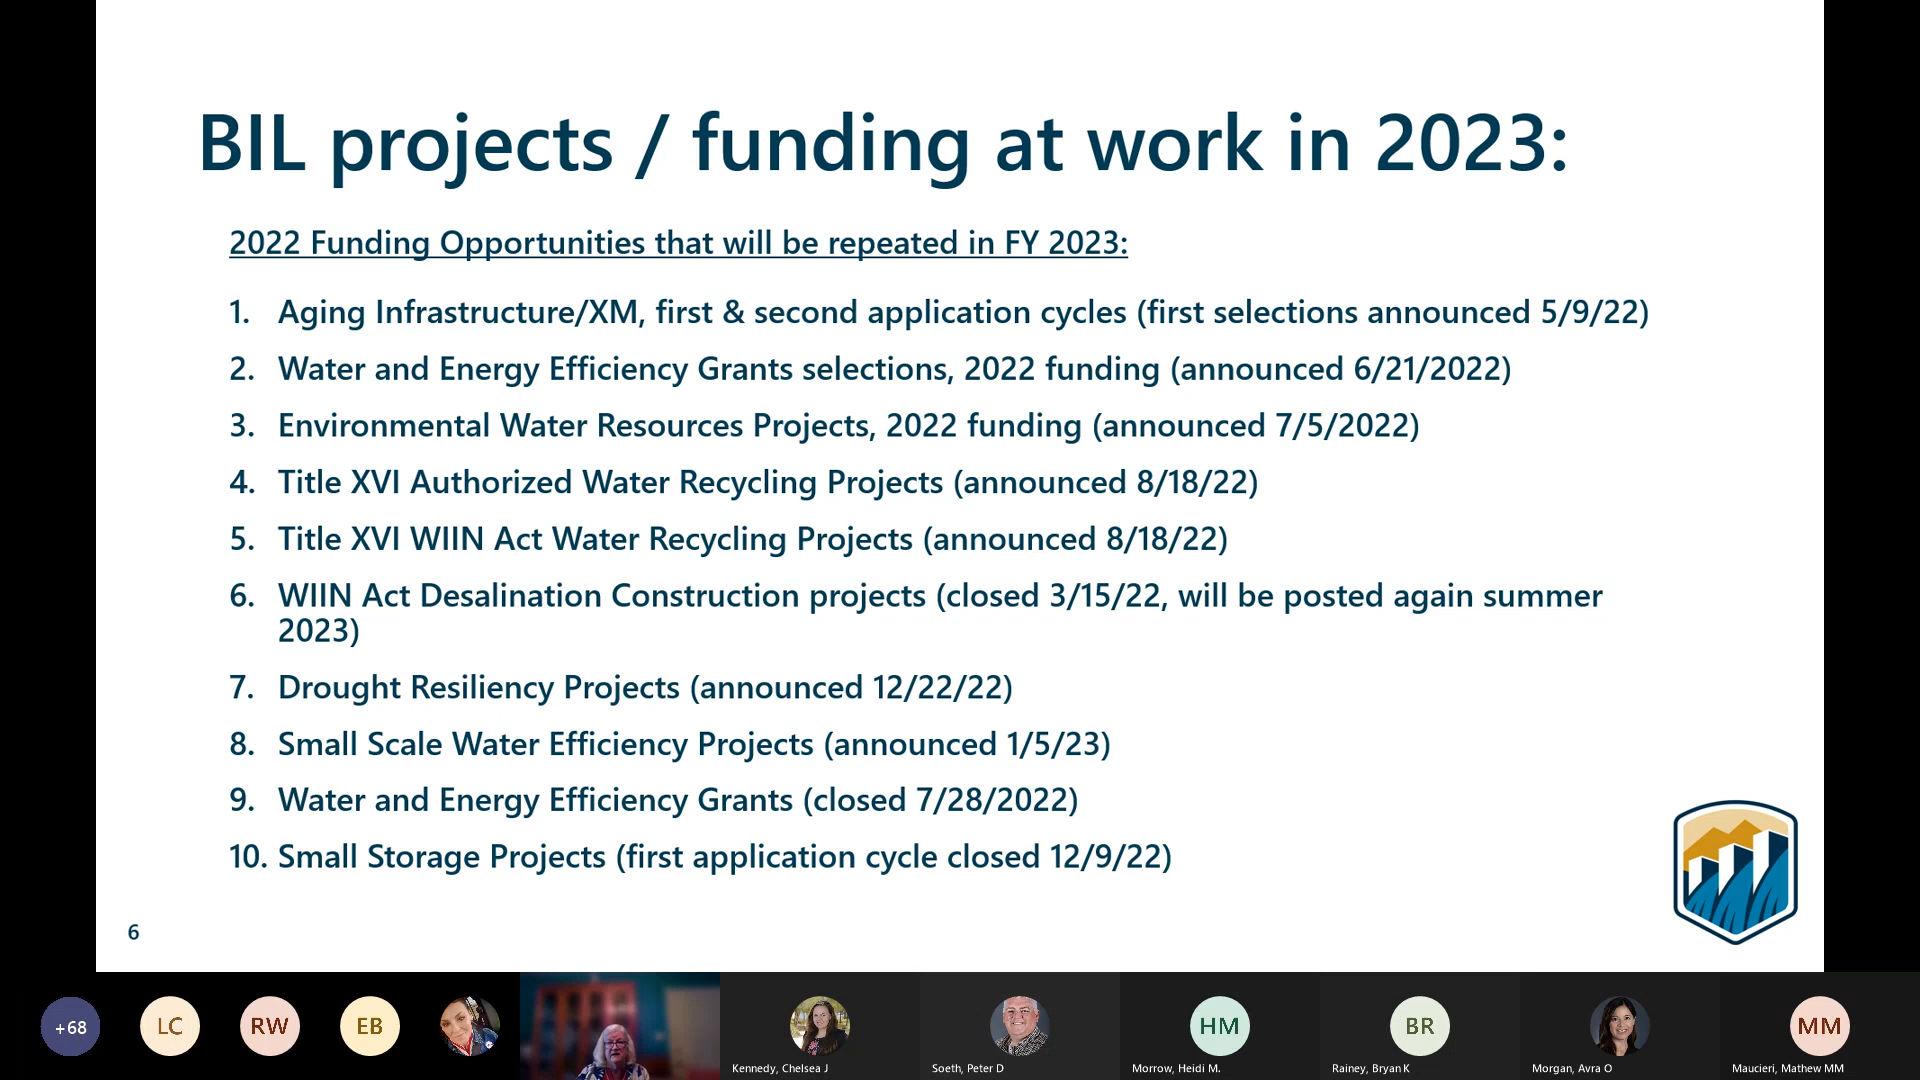 BIL projects / funding at work in 2023:
2022 Funding Opportunities that will be repeated in FY 2023:
1. Aging Infrastructure/XM, first & second application cycles (first selections announced 5/9/22)
2. Water and Energy Efficiency Grants selections, 2022 funding (announced 6/21/2022)
3. Environmental Water Resources Projects, 2022 funding (announced 7/5/2022)
4. Title XVI Authorized Water Recycling Projects (announced 8/18/22)
5. Title XVI WIIN Act Water Recycling Projects (announced 8/18/22)
6. WIIN Act Desalination Construction projects (closed 3/15/22, will be posted again summer
2023)
7. Drought Resiliency Projects (announced 12/22/22)
8. Small Scale Water Efficiency Projects (announced 1/5/23)
9. Water and Energy Efficiency Grants (closed 7/28/2022)
10. Small Storage Projects (first application cycle closed 12/9/22)
6
+68 LC RW EB HM BR MM
Kennedy, Chelsea J Soeth, Peter D Morrow, Heidi M. Rainey, Bryan K Morgan, Avra O Maucieri, Mathew MM